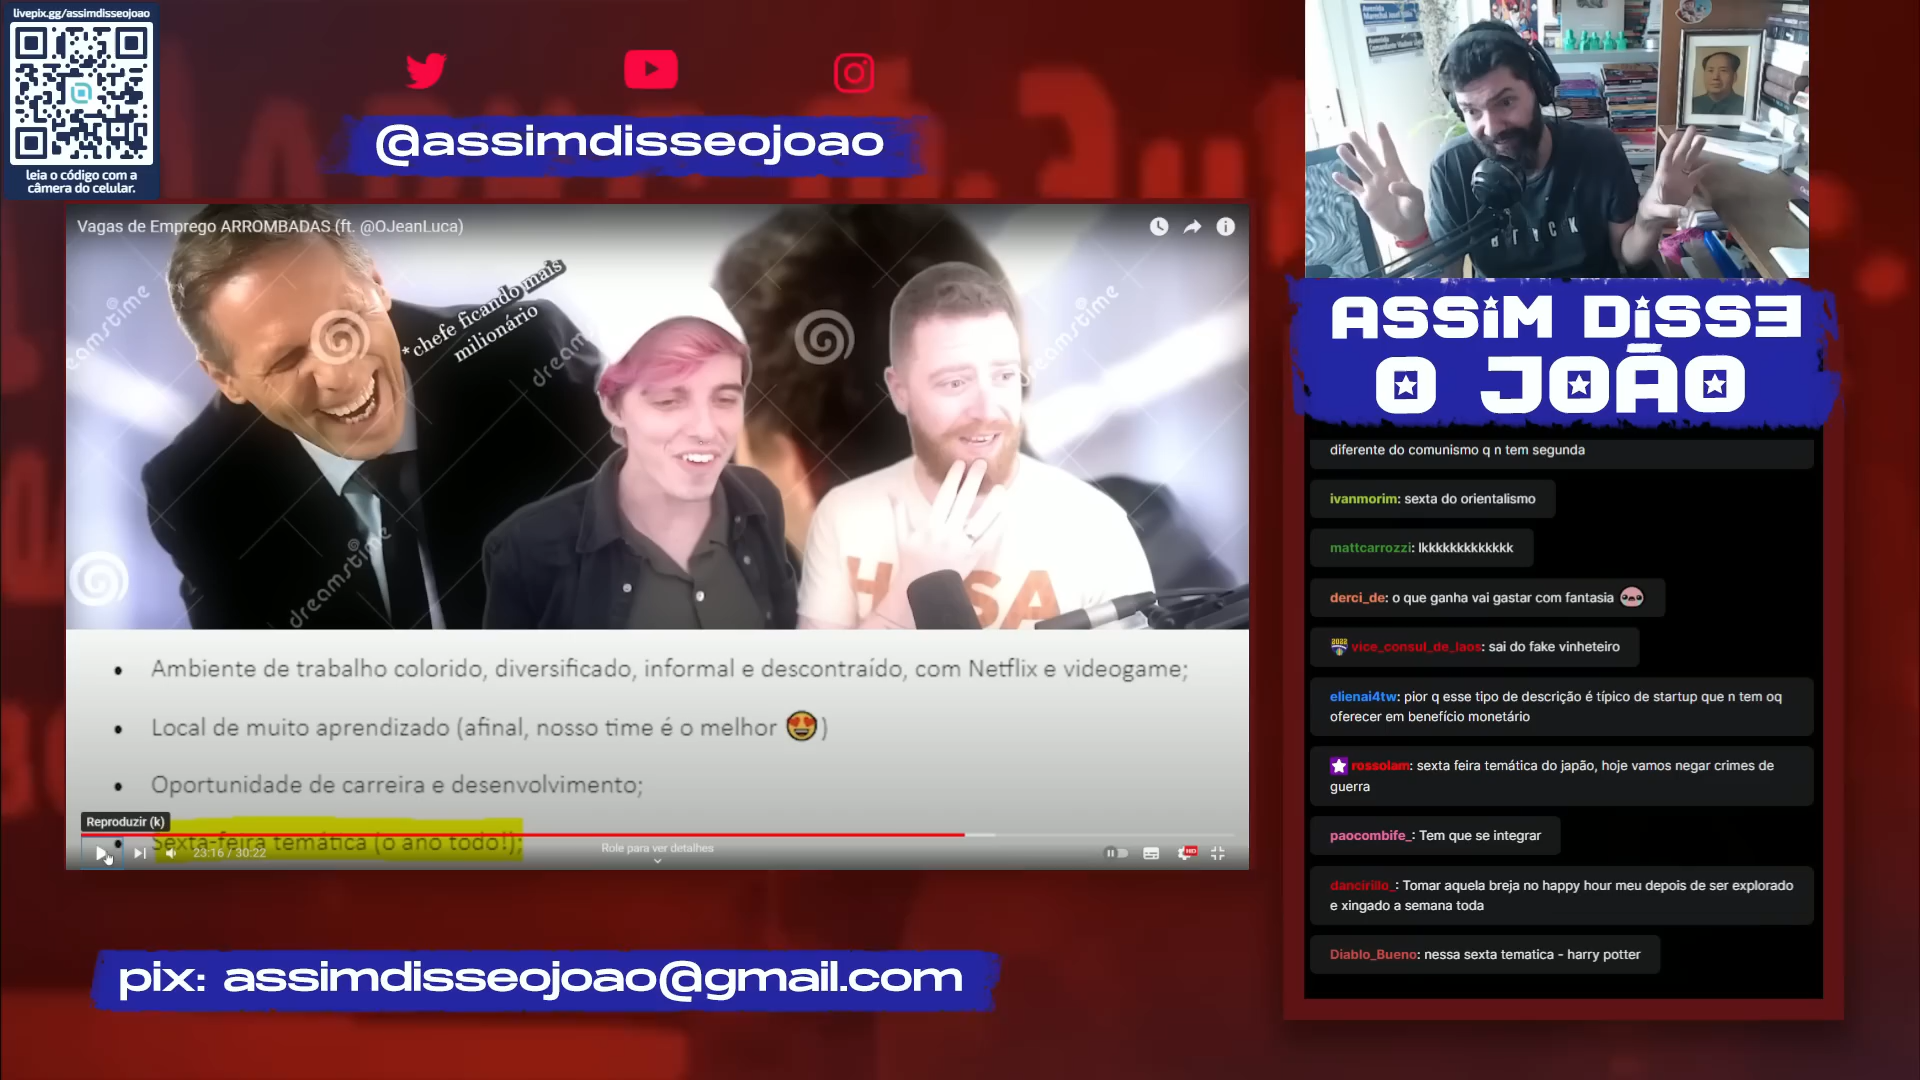 livepix.gg/assimdisseojoao
leia o código com a
câmera do celular.
@assimdisseojoao
Vagas de Emprego ARROMBADAS (ft. @OJeanLuca)
*chefe ficando mais
milionário
dreamstime
dreamstime
dreamstime
• Ambiente de trabalho colorido, diversificado, informal e descontraído, com Netflix e videogame;
• Local de muito aprendizado (afinal, nosso time é o melhor 😍)
• Oportunidade de carreira e desenvolvimento;
Reproduzir (k)
• Sexta-feira temática (o ano todo!);
23:16 / 30:22
Role para ver detalhes
HD
pix: assimdisseojoao@gmail.com
ASSiM DiSSE
O JOÃO
diferente do comunismo q n tem segunda
ivanmorim: sexta do orientalismo
mattcarrozzi: lkkkkkkkkkkkkk
derci_de: o que ganha vai gastar com fantasia
vice_consul_de_laos: sai do fake vinheteiro
elienai4tw: pior q esse tipo de descrição é típico de startup que n tem oq
oferecer em benefício monetário
rossolam: sexta feira temática do japão, hoje vamos negar crimes de
guerra
paocombife_: Tem que se integrar
dancirillo_: Tomar aquela breja no happy hour meu depois de ser explorado
e xingado a semana toda
Diablo_Bueno: nessa sexta tematica - harry potter